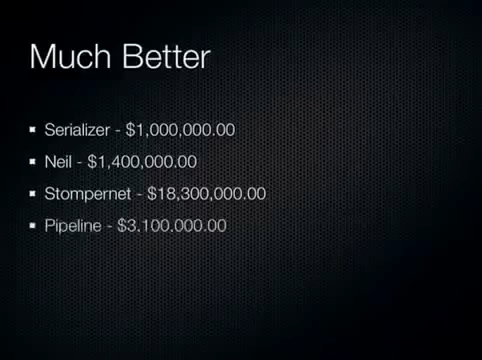 Much Better
Serializer - $1,000,000.00
Neil - $1,400,000.00
Stompernet - $18,300,000.00
Pipeline - $3,100,000.00